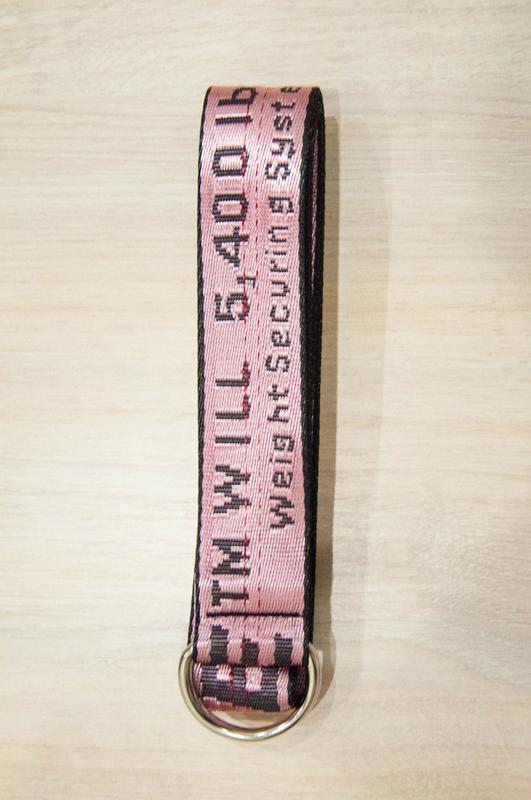 TM WILL 5,400 lb
Weight Securing Syste